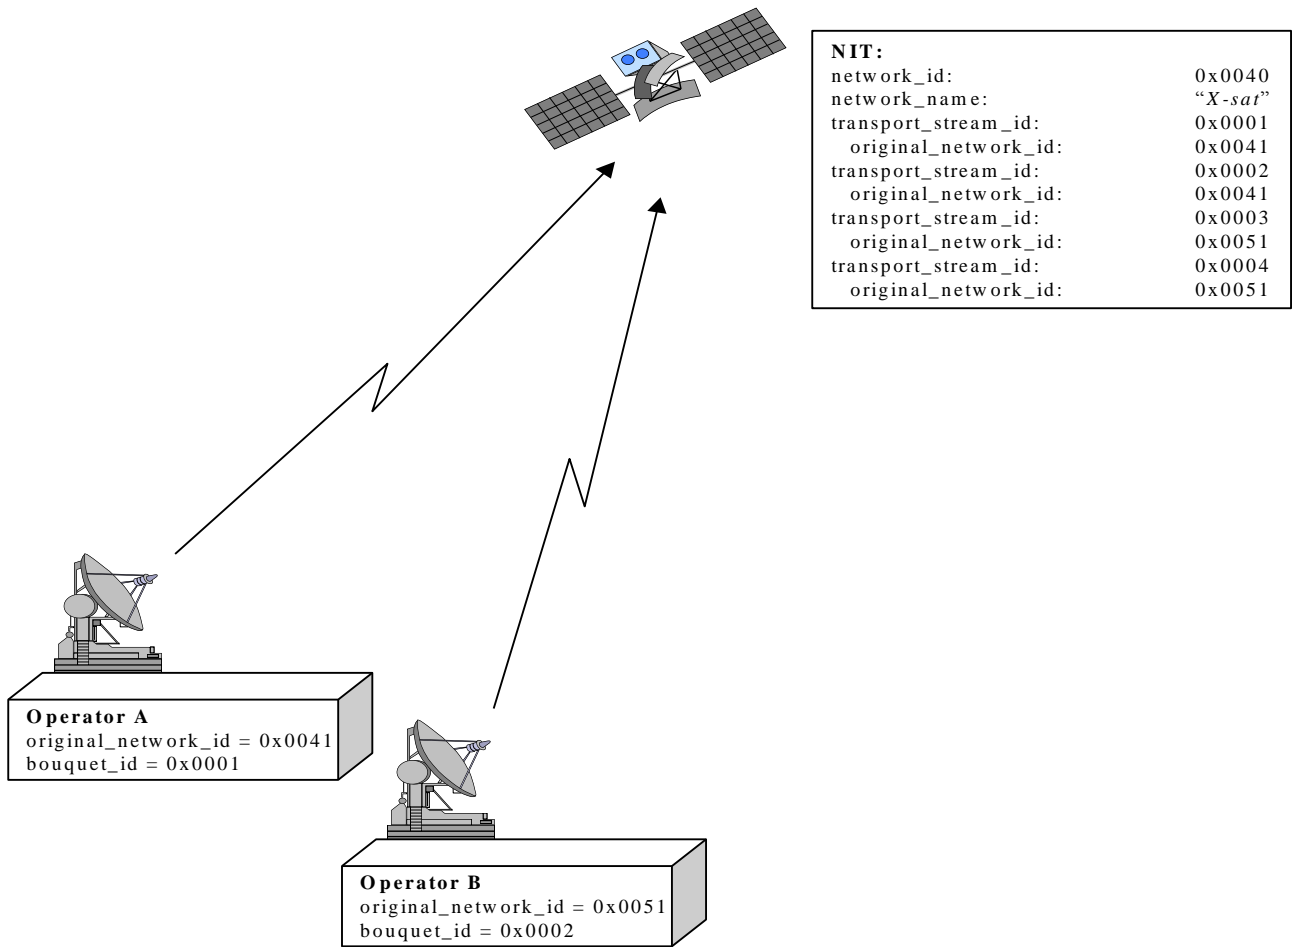 NIT:
network_id: 0x0040
network_name: “X-sat”
transport_stream_id: 0x0001
original_network_id: 0x0041
transport_stream_id: 0x0002
original_network_id: 0x0041
transport_stream_id: 0x0003
original_network_id: 0x0051
transport_stream_id: 0x0004
original_network_id: 0x0051
Operator A
original_network_id = 0x0041
bouquet_id = 0x0001
Operator B
original_network_id = 0x0051
bouquet_id = 0x0002